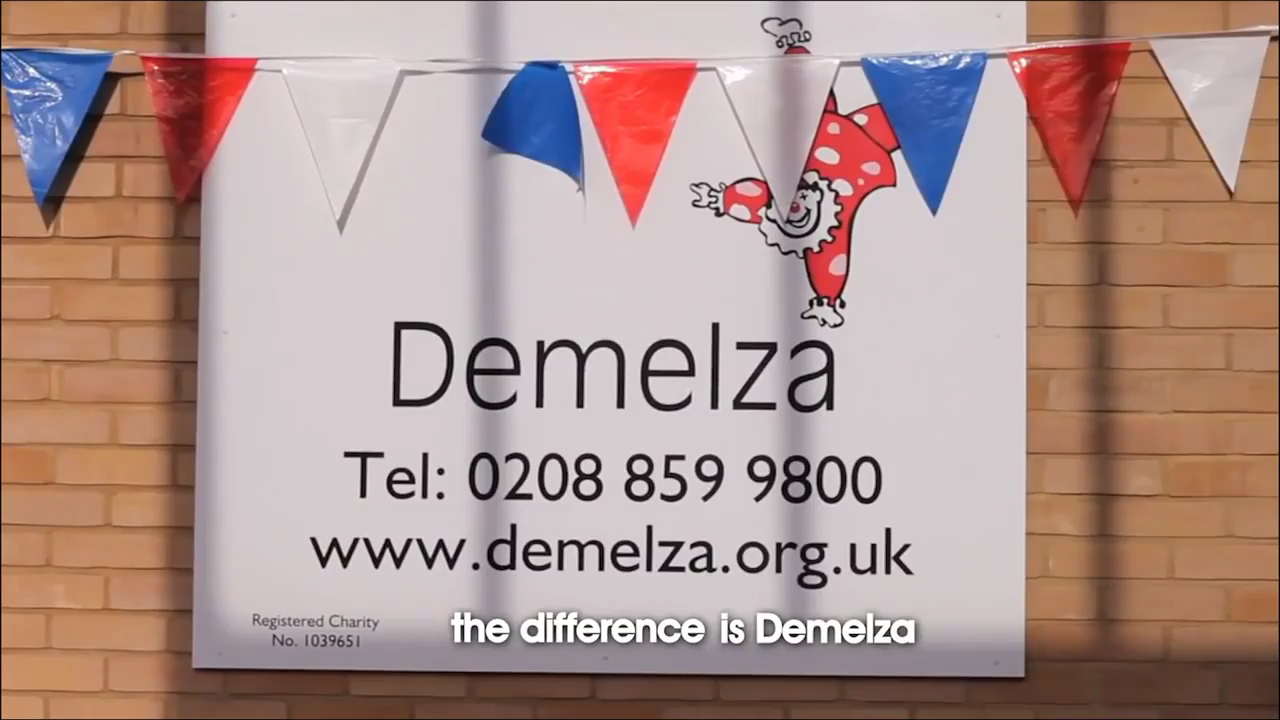 Demelza
Tel: 0208 859 9800
www.demelza.org.uk
Registered Charity
No. 1039651
the difference is Demelza